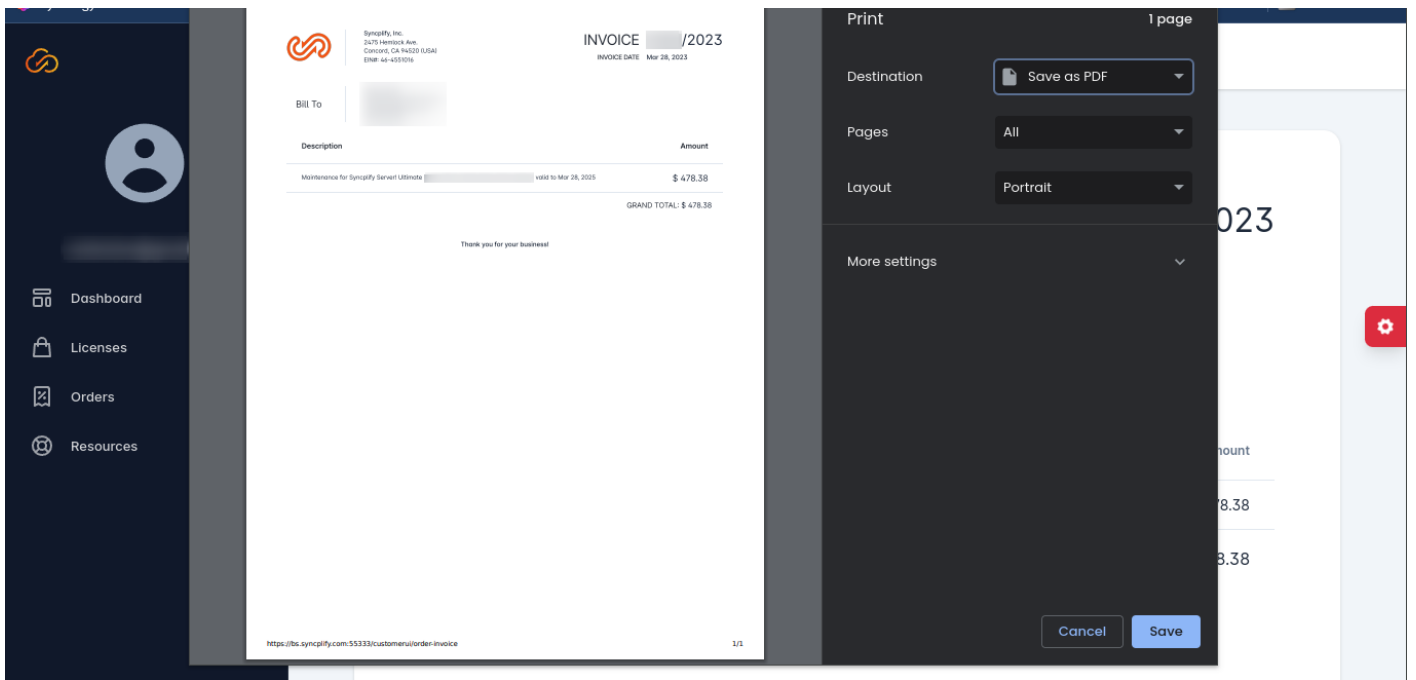 Dashboard
Licenses
Orders
Resources
Syncplify, Inc.
2475 Hemlock Ave.
Concord, CA 94520 (USA)
EIN#: 46-4551016
INVOICE /2023
INVOICE DATE Mar 28, 2023
Bill To
Description Amount
Maintenance for Syncplify Server! Ultimate valid to Mar 28, 2025 $ 478.38
GRAND TOTAL: $ 478.38
Thank you for your business!
https://bs.syncplify.com:55333/customerui/order-invoice 1/1
Print 1 page
Destination Save as PDF
Pages All
Layout Portrait
More settings
Cancel Save
023
8.38
8.38